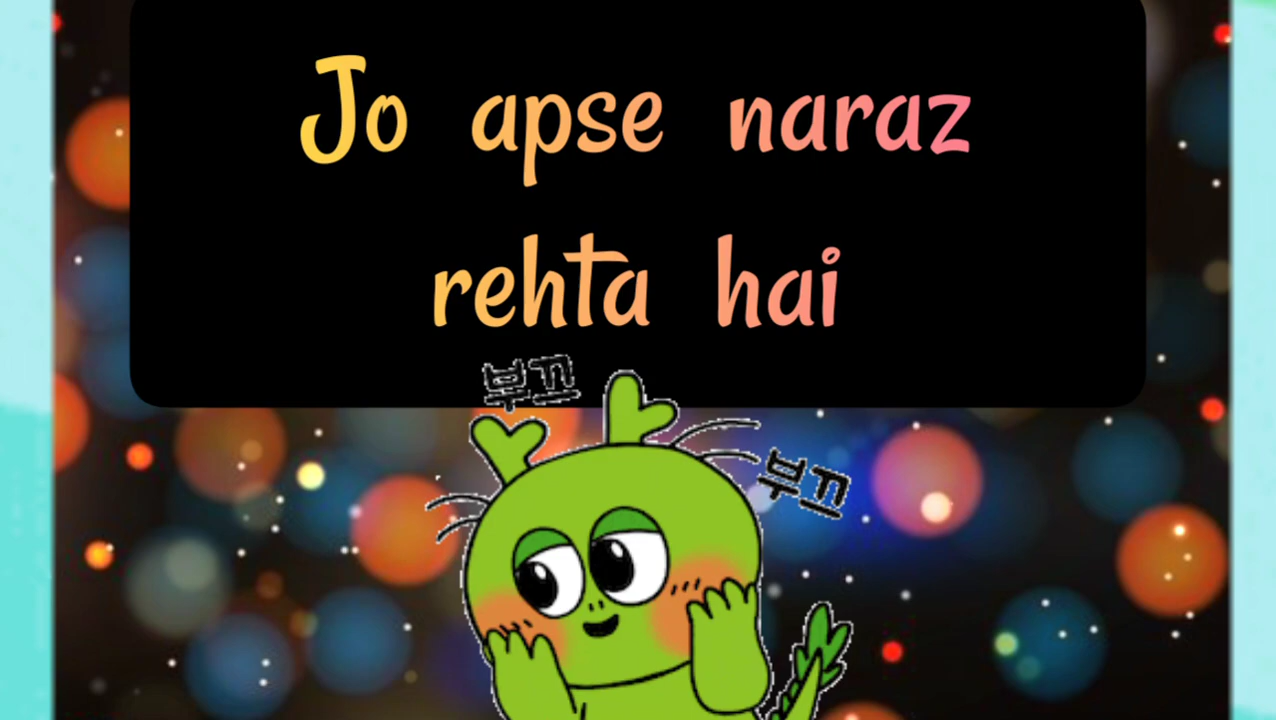 Jo apse naraz
rehta hai
부끄
부끄